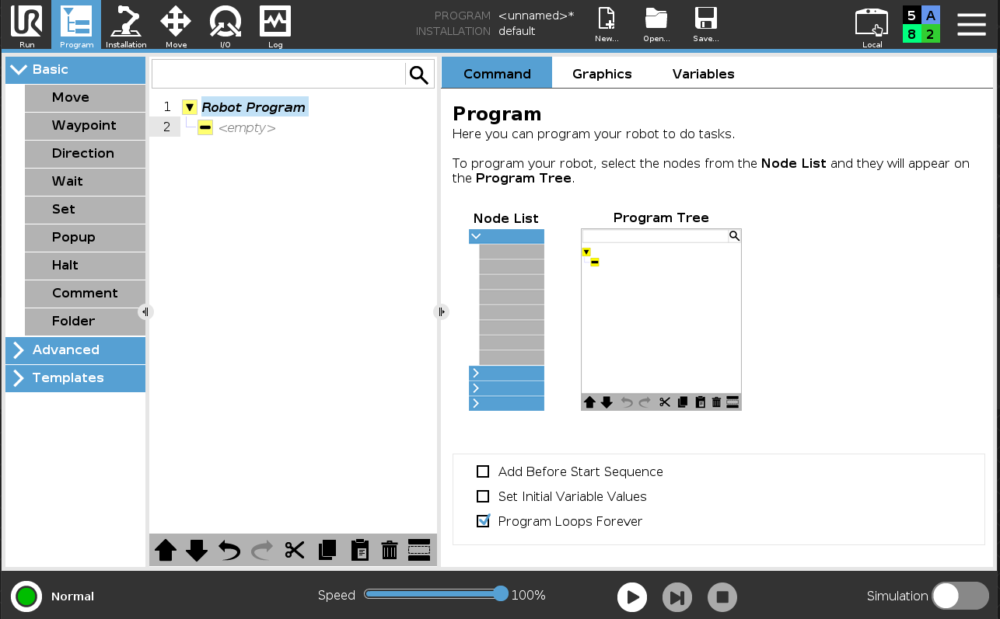 UR
Run
Program
Installation
Move
I/O
Log
PROGRAM <unnamed>*
INSTALLATION default
New...
Open...
Save...
Local
5 A
8 2
Basic
Move
Waypoint
Direction
Wait
Set
Popup
Halt
Comment
Folder
Advanced
Templates
1 Robot Program
2 <empty>
Command Graphics Variables
Program
Here you can program your robot to do tasks.
To program your robot, select the nodes from the Node List and they will appear on
the Program Tree.
Node List
Program Tree
Add Before Start Sequence
Set Initial Variable Values
Program Loops Forever
Normal
Speed 100%
Simulation